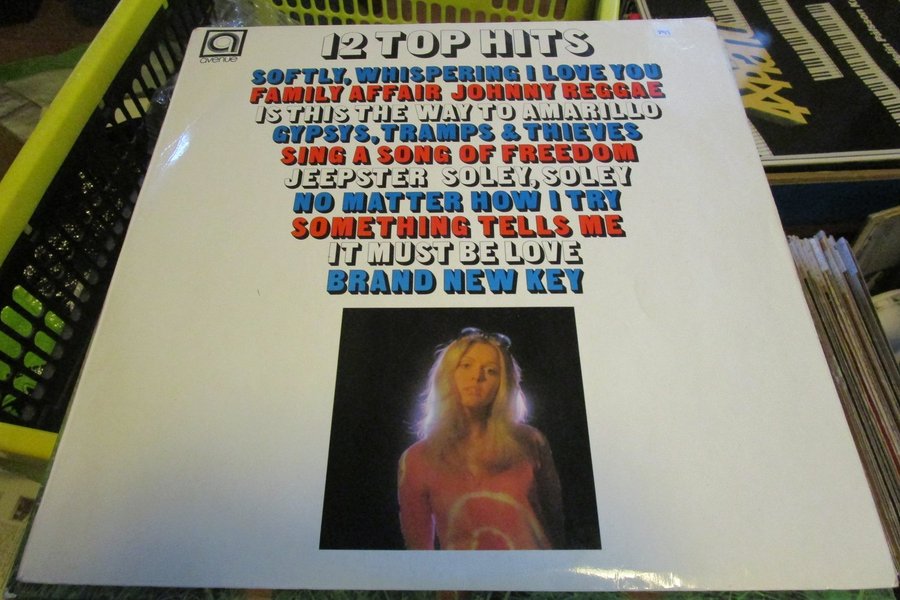 avenue
12 TOP HITS
SOFTLY, WHISPERING I LOVE YOU
FAMILY AFFAIR JOHNNY REGGAE
IS THIS THE WAY TO AMARILLO
GYPSYS, TRAMPS & THIEVES
SING A SONG OF FREEDOM
JEEPSTER SOLEY, SOLEY
NO MATTER HOW I TRY
SOMETHING TELLS ME
IT MUST BE LOVE
BRAND NEW KEY